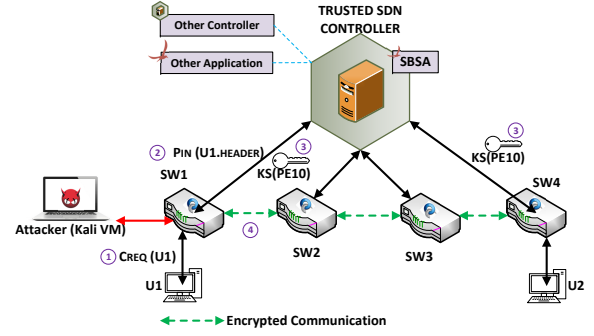 TRUSTED SDN
CONTROLLER
Other Controller
Other Application
SBSA
② PIN (U1.HEADER)
③
KS(PE10)
③
KS(PE10)
SW1
SW4
Attacker (Kali VM)
④
SW2
SW3
① CREQ (U1)
U1
U2
Encrypted Communication